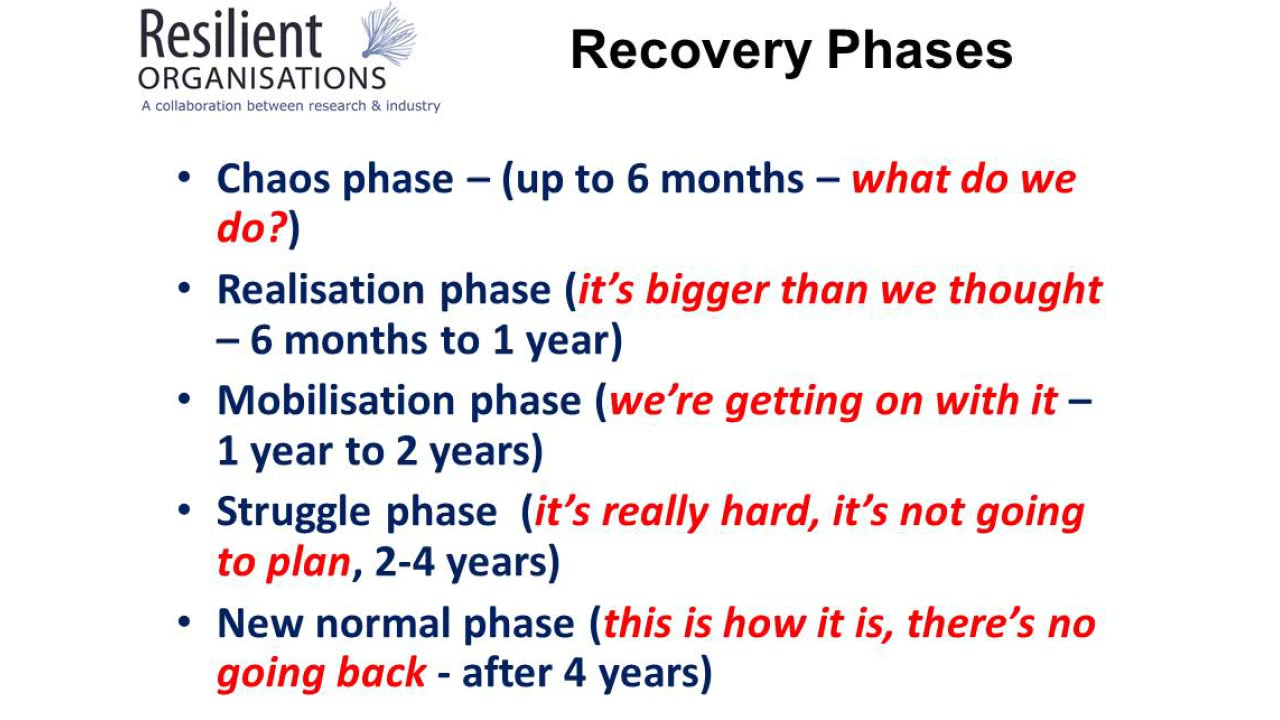 Resilient
ORGANISATIONS
A collaboration between research & industry
Recovery Phases
• Chaos phase – (up to 6 months – what do we
do?)
• Realisation phase (it’s bigger than we thought
– 6 months to 1 year)
• Mobilisation phase (we’re getting on with it –
1 year to 2 years)
• Struggle phase  (it’s really hard, it’s not going
to plan, 2-4 years)
• New normal phase (this is how it is, there’s no
going back - after 4 years)